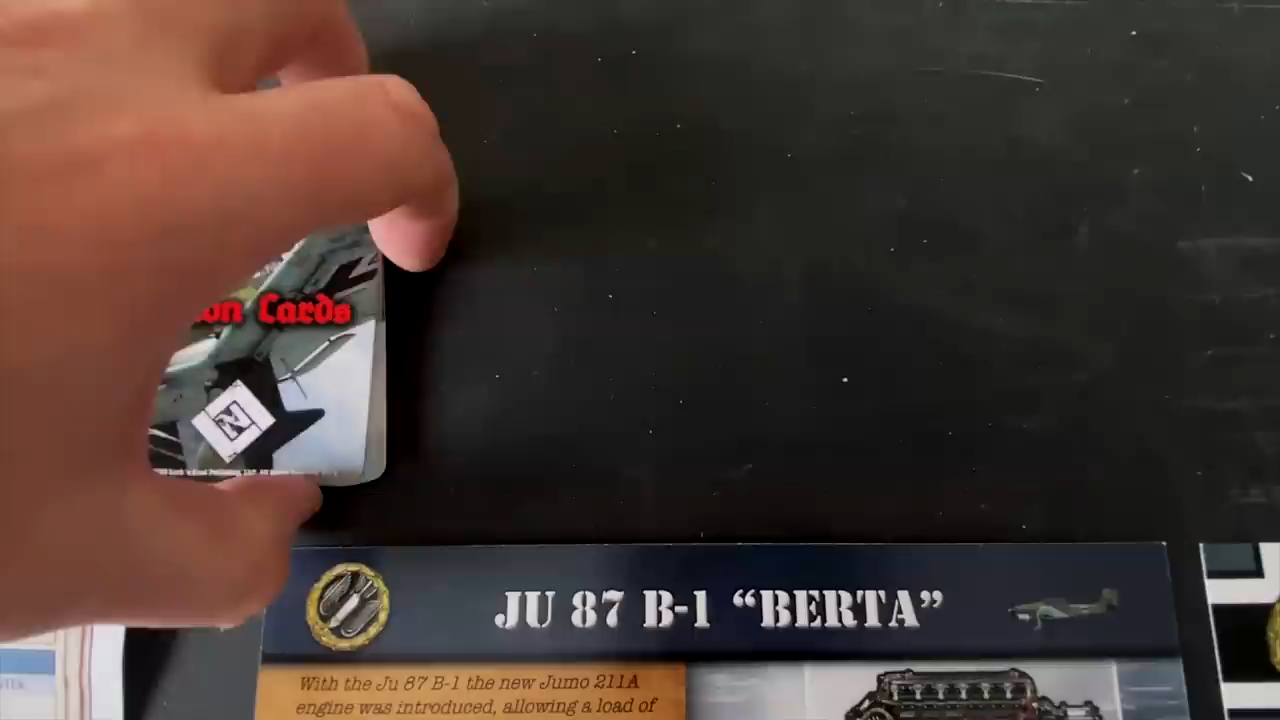 on Cards
N
JU 87 B-1 “BERTA”
With the Ju 87 B-1 the new Jumo 211A
engine was introduced, allowing a load of